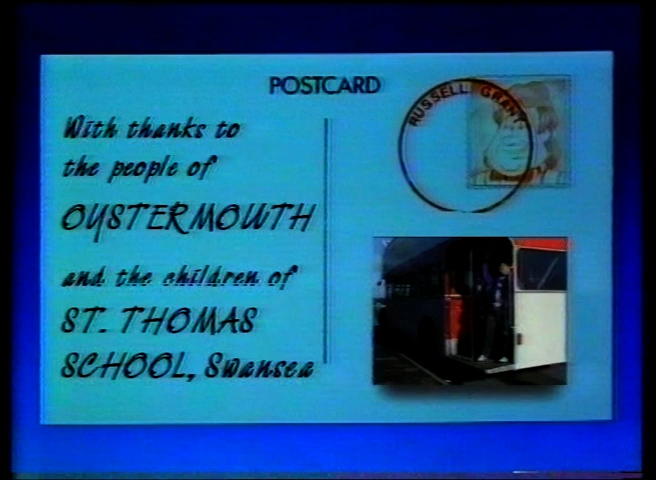 POSTCARD
RUSSELL GRANT
With thanks to
the people of
OYSTERMOUTH
and the children of
ST. THOMAS
SCHOOL, Swansea